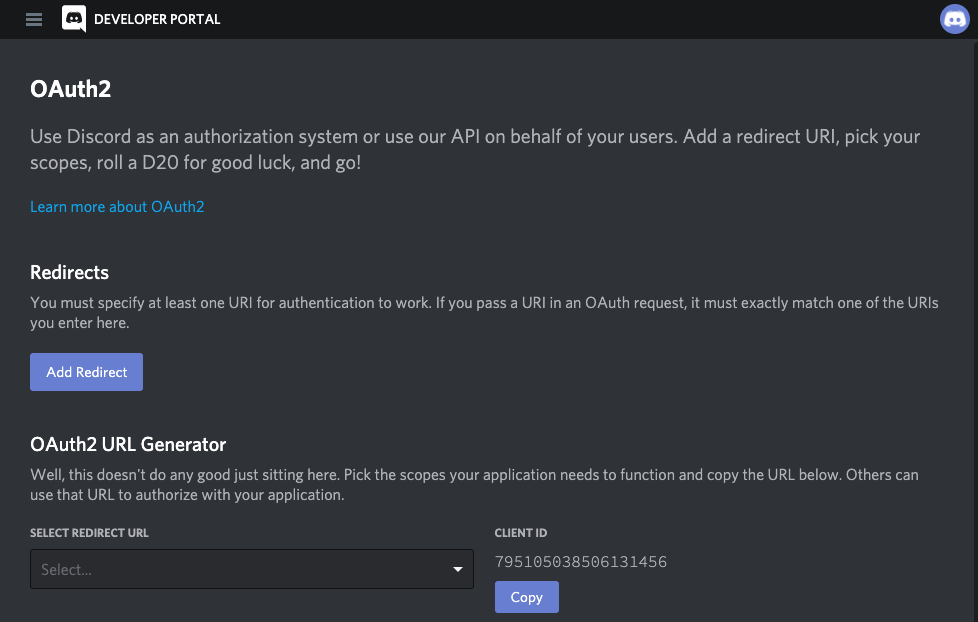 DEVELOPER PORTAL
OAuth2
Use Discord as an authorization system or use our API on behalf of your users. Add a redirect URI, pick your
scopes, roll a D20 for good luck, and go!
Learn more about OAuth2
Redirects
You must specify at least one URI for authentication to work. If you pass a URI in an OAuth request, it must exactly match one of the URIs
you enter here.
Add Redirect
OAuth2 URL Generator
Well, this doesn't do any good just sitting here. Pick the scopes your application needs to function and copy the URL below. Others can
use that URL to authorize with your application.
SELECT REDIRECT URL
CLIENT ID
Select...
795105038506131456
Copy